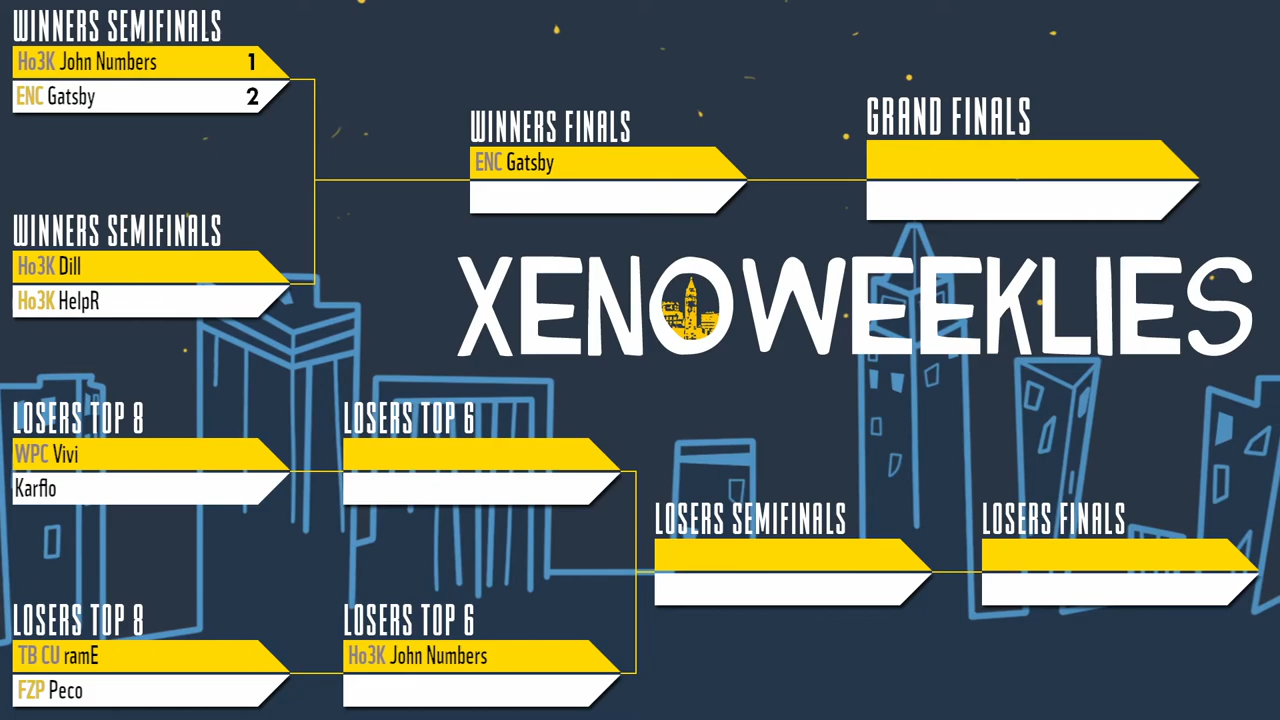 WINNERS SEMIFINALS
Ho3K John Numbers 1
ENC Gatsby 2
WINNERS FINALS
ENC Gatsby
GRAND FINALS
WINNERS SEMIFINALS
Ho3K Dill
Ho3K HelpR
XENOWEEKLIES
LOSERS TOP 8
WPC Vivi
Karflo
LOSERS TOP 6
LOSERS SEMIFINALS
LOSERS FINALS
LOSERS TOP 8
TB CU ramE
FZP Peco
LOSERS TOP 6
Ho3K John Numbers